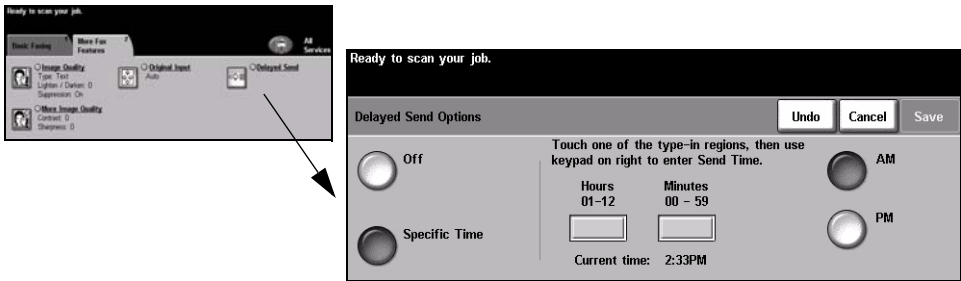 Ready to scan your job.
Basic Faxing
More Fax
Features
All
Services
Image Quality
Type: Text
Lighten / Darken: 0
Suppression: On
Original Input
Auto
Delayed Send
More Image Quality
Contrast: 0
Sharpness: 0
Ready to scan your job.
Delayed Send Options
Undo
Cancel
Save
Off
Specific Time
Touch one of the type-in regions, then use
keypad on right to enter Send Time.
Hours
01-12
Minutes
00 - 59
Current time: 2:33PM
AM
PM